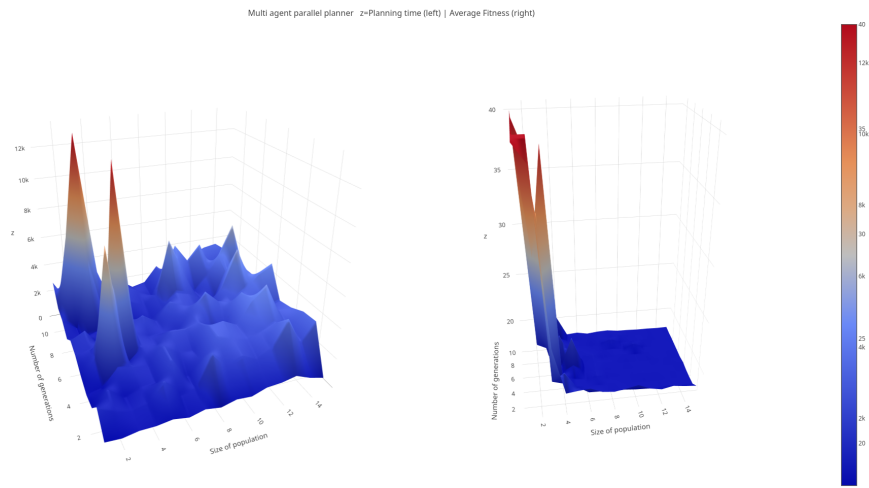 Multi agent parallel planner z=Planning time (left) | Average Fitness (right)
12k
10k
8k
6k
4k
2k
0
z
10
8
6
4
2
Number of generations
2
4
6
8
10
12
14
Size of population
40
35
30
25
20
z
10
8
6
4
2
Number of generations
2
4
6
8
10
12
14
Size of population
40
12k
35
10k
8k
30
6k
25
4k
2k
20